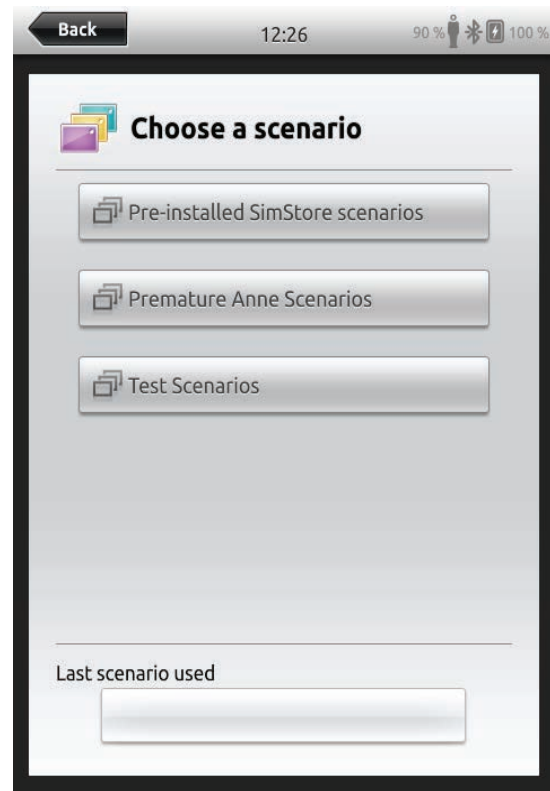 Back
12:26
90 %
100 %
Choose a scenario
Pre-installed SimStore scenarios
Premature Anne Scenarios
Test Scenarios
Last scenario used